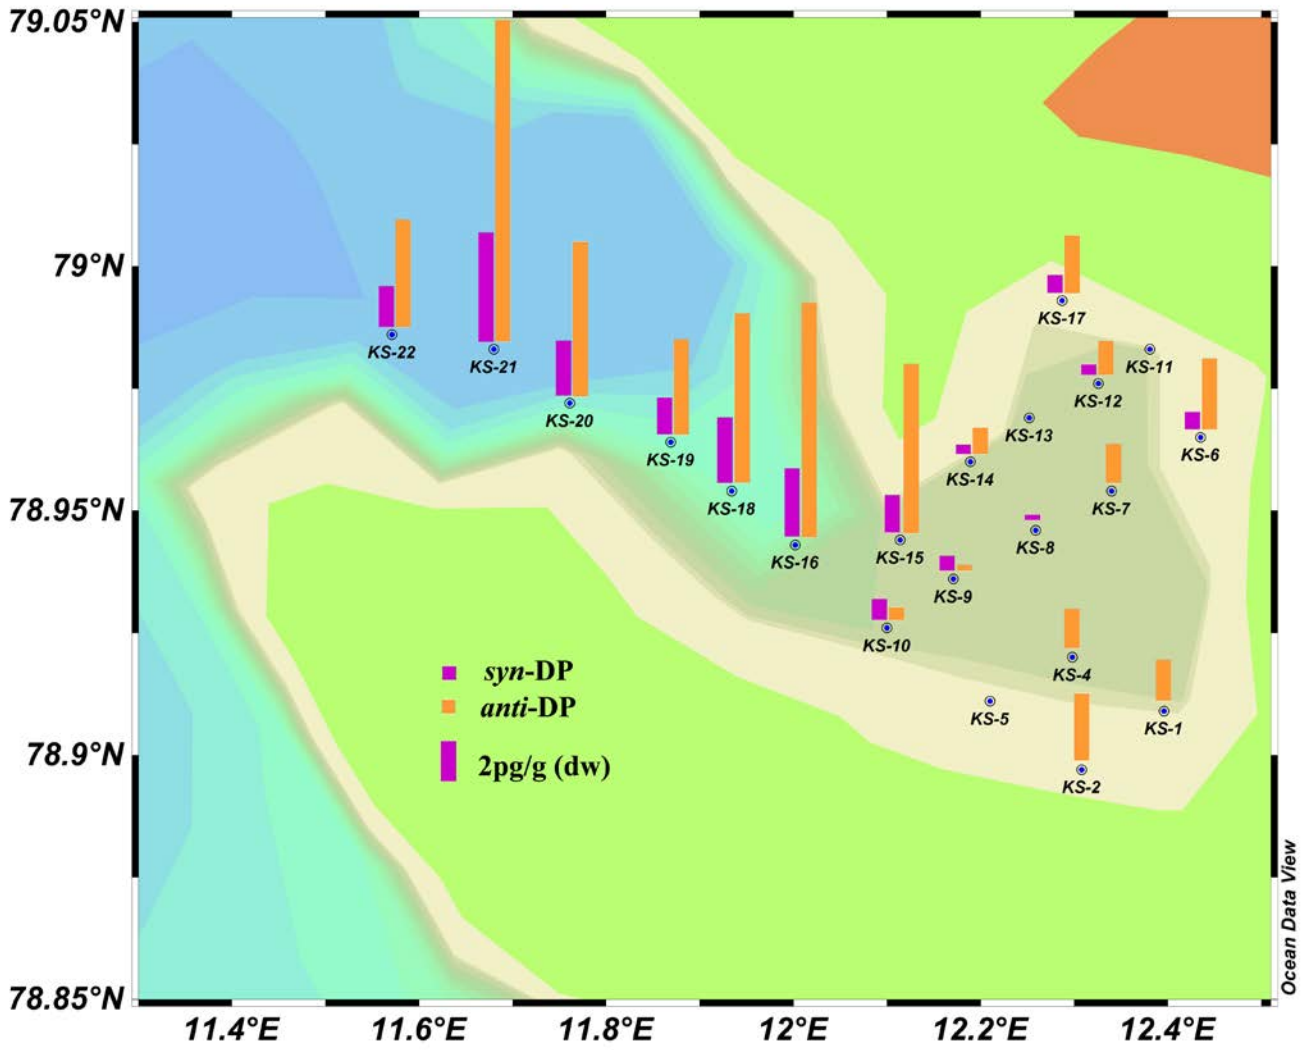 79.05°N
79°N
78.95°N
78.9°N
78.85°N
KS-22
KS-21
KS-20
KS-19
KS-18
KS-16
KS-15
KS-14
KS-13
KS-17
KS-11
KS-12
KS-6
KS-7
KS-8
KS-9
KS-10
KS-4
KS-5
KS-1
KS-2
syn-DP
anti-DP
2pg/g (dw)
Ocean Data View
11.4°E 11.6°E 11.8°E 12°E 12.2°E 12.4°E